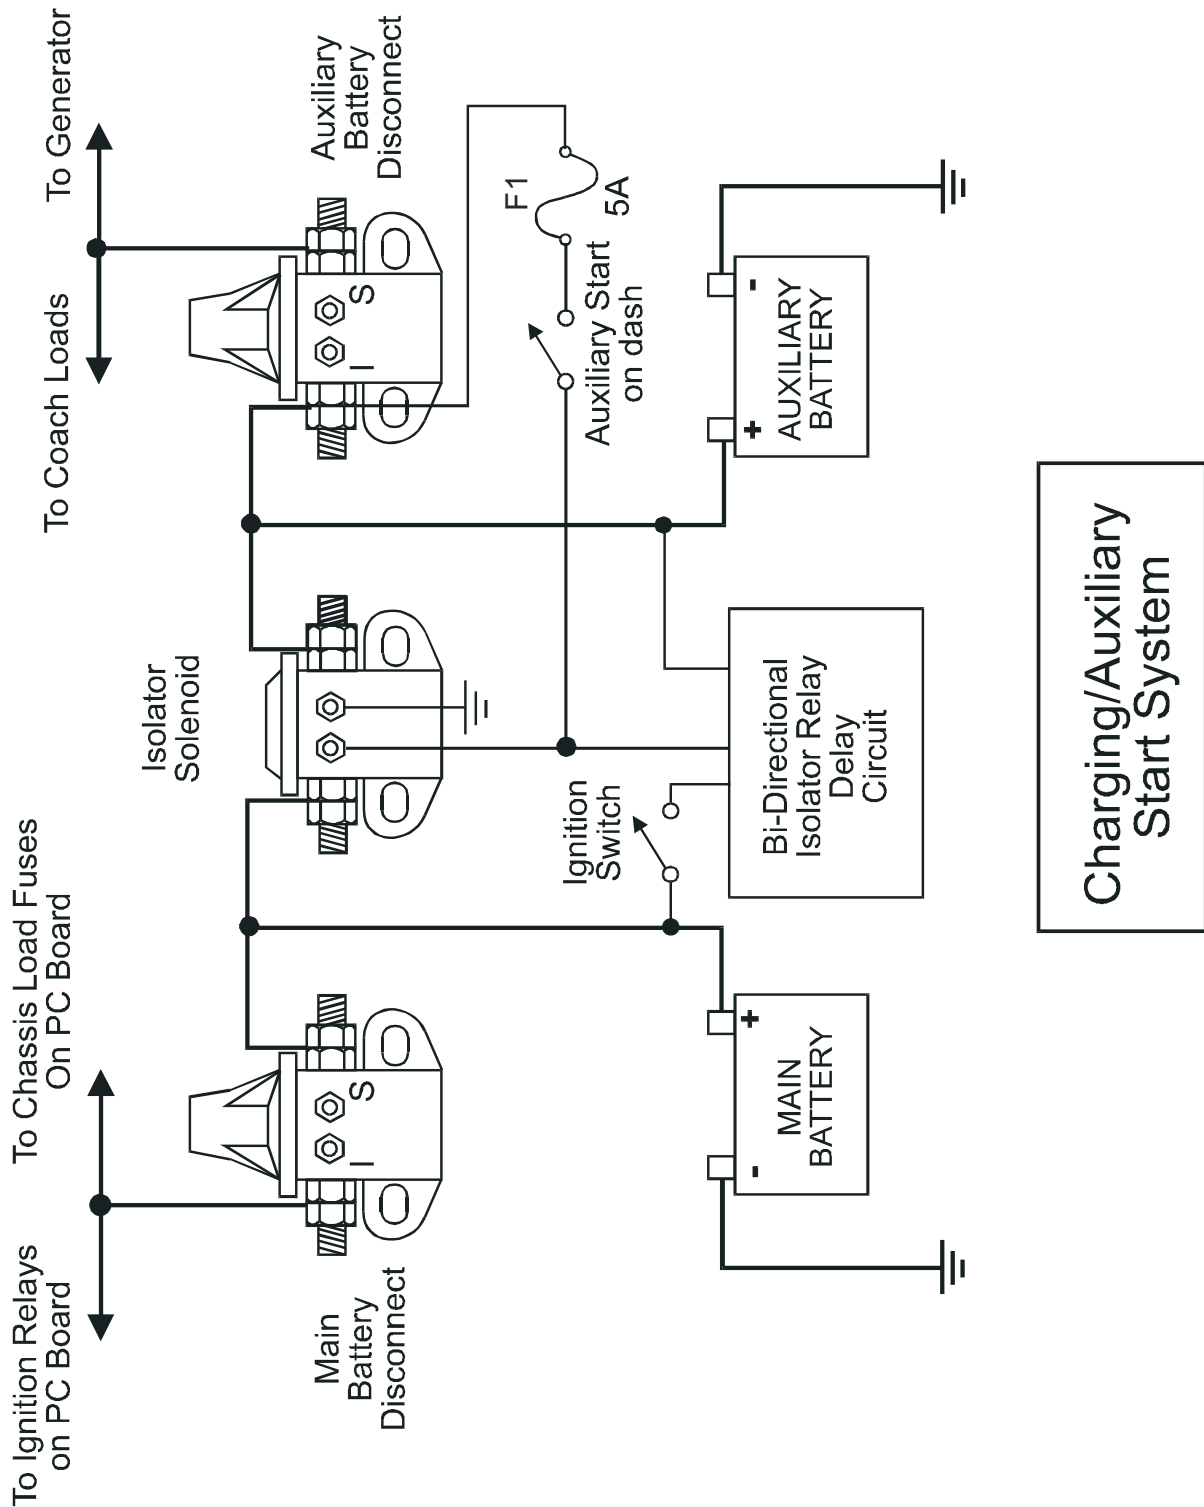 To Ignition Relays
on PC Board
To Chassis Load Fuses
On PC Board
To Coach Loads
To Generator
Main
Battery
Disconnect
I
S
Isolator
Solenoid
I
S
Auxiliary
Battery
Disconnect
F1
5A
Ignition
Switch
Auxiliary Start
on dash
-
MAIN
BATTERY
+
Bi-Directional
Isolator Relay
Delay
Circuit
+
AUXILIARY
BATTERY
-
Charging/Auxiliary
Start System